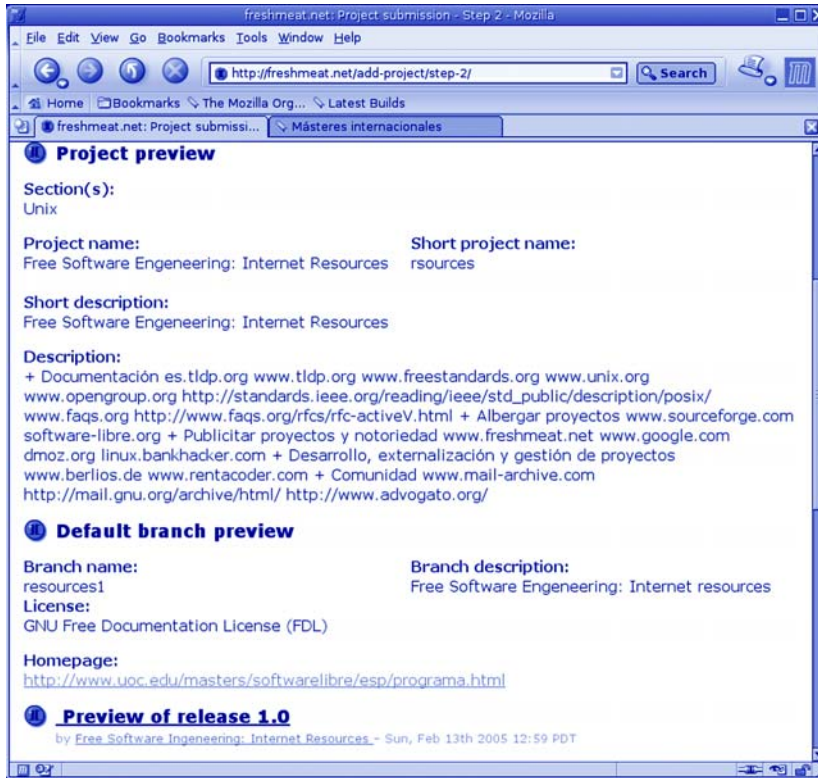 freshmeat.net: Project submission - Step 2 - Mozilla
File Edit View Go Bookmarks Tools Window Help
http://freshmeat.net/add-project/step-2/ Search
Home Bookmarks The Mozilla Org... Latest Builds
freshmeat.net: Project submissi... Másteres internacionales
Project preview
Section(s):
Unix
Project name: Short project name:
Free Software Engeneering: Internet Resources rsources
Short description:
Free Software Engeneering: Internet Resources
Description:
+ Documentación es.tldp.org www.tldp.org www.freestandards.org www.unix.org
www.opengroup.org http://standards.ieee.org/reading/ieee/std_public/description/posix/
www.faqs.org http://www.faqs.org/rfcs/rfc-activeV.html + Albergar proyectos www.sourceforge.com
software-libre.org + Publicitar proyectos y notoriedad www.freshmeat.net www.google.com
dmoz.org linux.bankhacker.com + Desarrollo, externalización y gestión de proyectos
www.berlios.de www.rentacoder.com + Comunidad www.mail-archive.com
http://mail.gnu.org/archive/html/ http://www.advogato.org/
Default branch preview
Branch name: Branch description:
resources1 Free Software Engeneering: Internet resources
License:
GNU Free Documentation License (FDL)
Homepage:
http://www.uoc.edu/masters/softwarelibre/esp/programa.html
Preview of release 1.0
by Free Software Ingeneering: Internet Resources - Sun, Feb 13th 2005 12:59 PDT